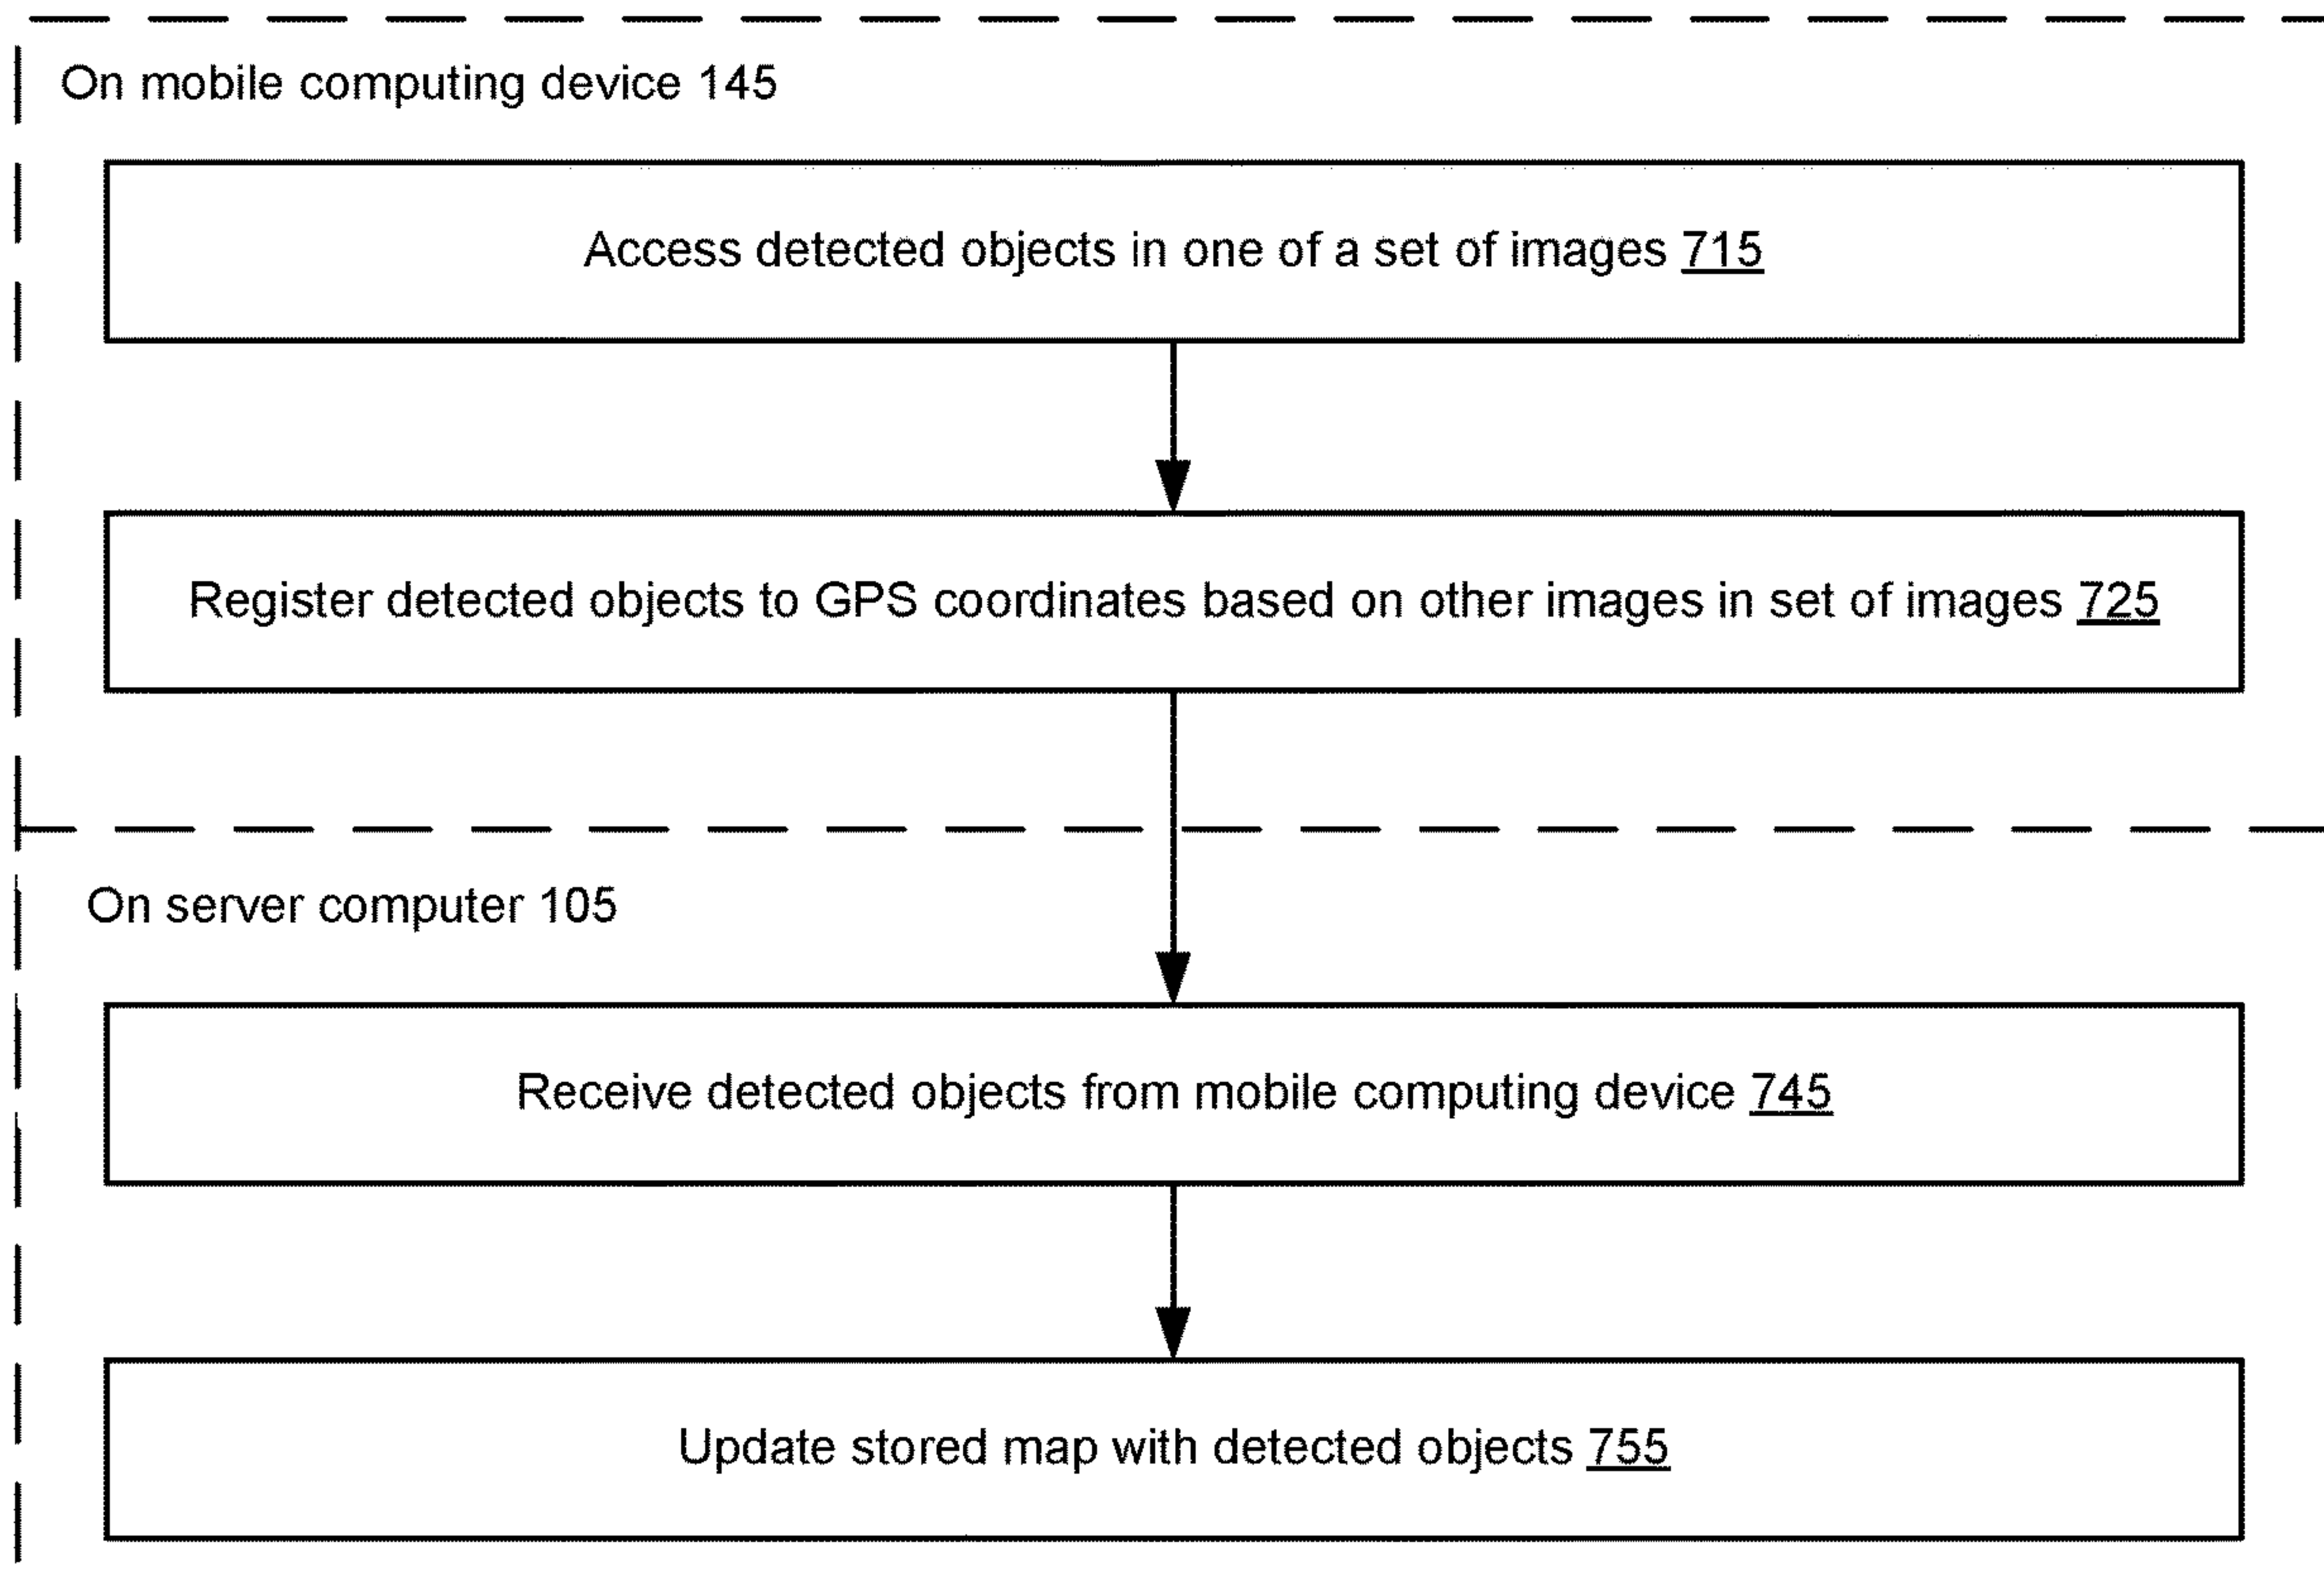 On mobile computing device 145
Access detected objects in one of a set of images 715
Register detected objects to GPS coordinates based on other images in set of images 725
On server computer 105
Receive detected objects from mobile computing device 745
Update stored map with detected objects 755